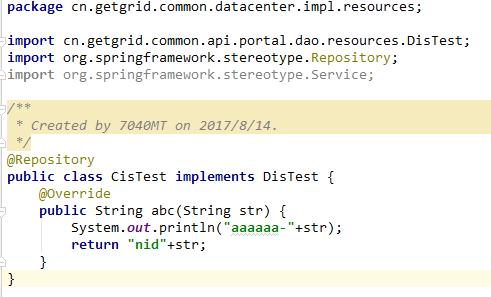 package cn.getgrid.common.datacenter.impl.resources;
import cn.getgrid.common.api.portal.dao.resources.DisTest;
import org.springframework.stereotype.Repository;
import org.springframework.stereotype.Service;
/**
* Created by 7040MT on 2017/8/14.
*/
@Repository
public class CisTest implements DisTest {
@Override
public String abc(String str) {
System.out.println("aaaaaa-"+str);
return "nid"+str;
}
}